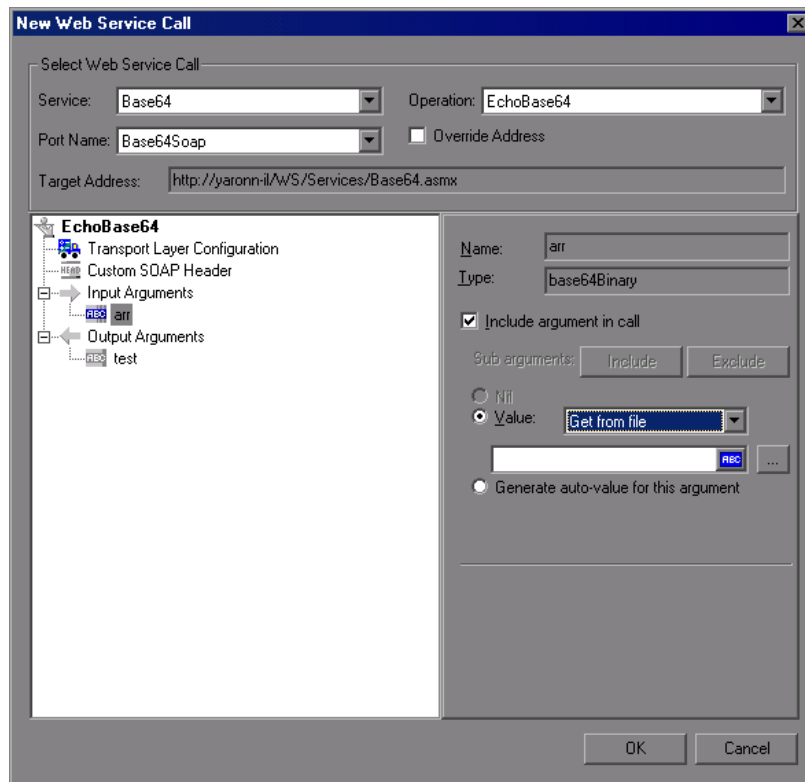 New Web Service Call
Select Web Service Call
Service: Base64 Operation: EchoBase64
Port Name: Base64Soap Override Address
Target Address: http://yaronn-il/WS/Services/Base64.asmx
EchoBase64
Transport Layer Configuration
HEAD Custom SOAP Header
Input Arguments
ABC arr
Output Arguments
ABC test
Name: arr
Type: base64Binary
Include argument in call
Sub arguments: Include Exclude
Nil
Value: Get from file
ABC ...
Generate auto-value for this argument
OK Cancel